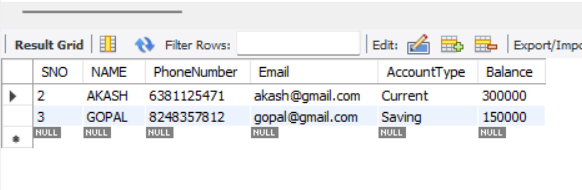 Result Grid Filter Rows: Edit: Export/Impo
SNO NAME PhoneNumber Email AccountType Balance
2 AKASH 6381125471 akash@gmail.com Current 300000
3 GOPAL 8248357812 gopal@gmail.com Saving 150000
NULL NULL NULL NULL NULL NULL